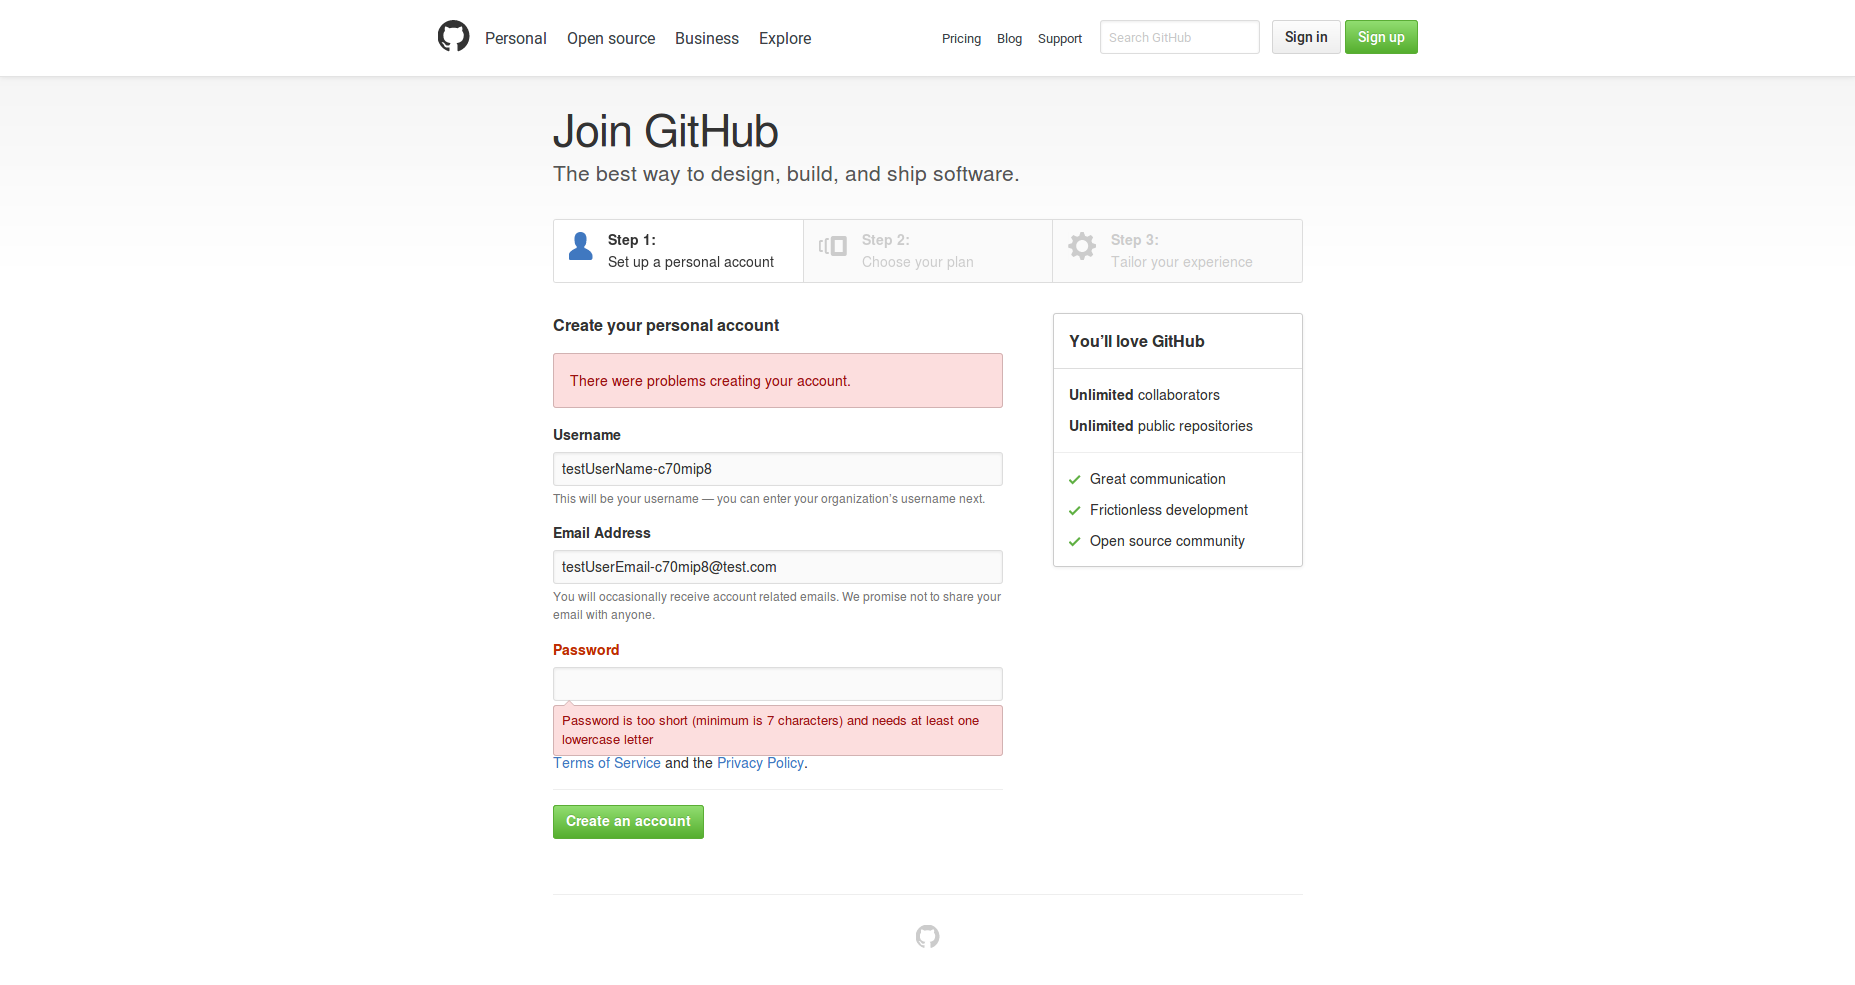 Personal Open source Business Explore Pricing Blog Support Search GitHub Sign in Sign up
Join GitHub
The best way to design, build, and ship software.
Step 1:
Set up a personal account
Step 2:
Choose your plan
Step 3:
Tailor your experience
Create your personal account
There were problems creating your account.
Username
testUserName-c70mip8
This will be your username — you can enter your organization’s username next.
Email Address
testUserEmail-c70mip8@test.com
You will occasionally receive account related emails. We promise not to share your
email with anyone.
Password
Password is too short (minimum is 7 characters) and needs at least one
lowercase letter
Terms of Service and the Privacy Policy.
Create an account
You’ll love GitHub
Unlimited collaborators
Unlimited public repositories
Great communication
Frictionless development
Open source community